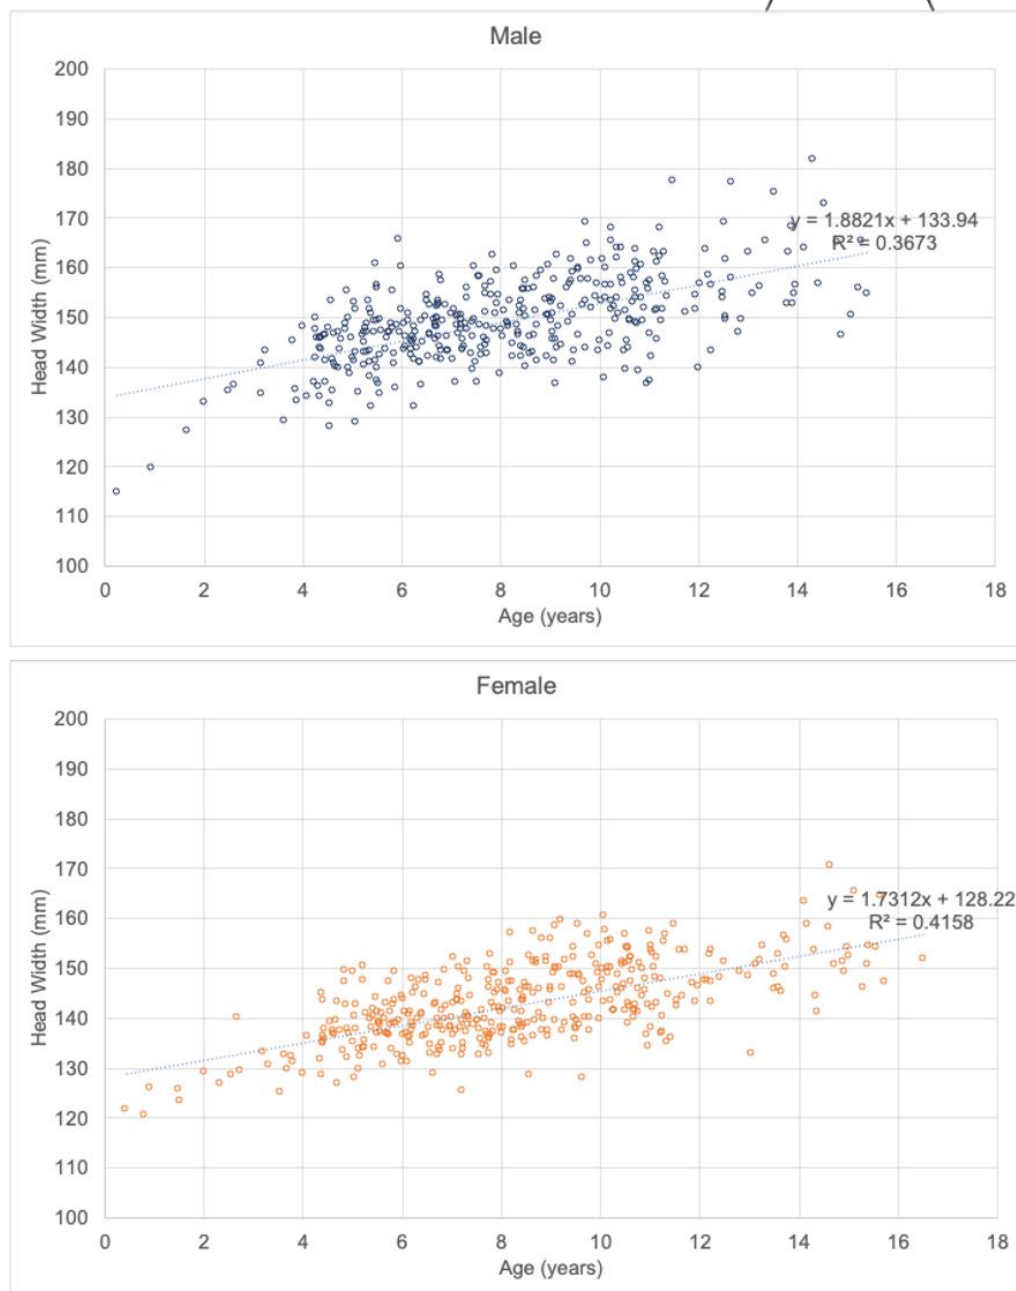 Male
200
190
180
170
160
150
140
130
120
110
100
Head Width (mm)
y = 1.8821x + 133.94
R² = 0.3673
0 2 4 6 8 10 12 14 16 18
Age (years)
Female
200
190
180
170
160
150
140
130
120
110
100
Head Width (mm)
y = 1.7312x + 128.22
R² = 0.4158
0 2 4 6 8 10 12 14 16 18
Age (years)